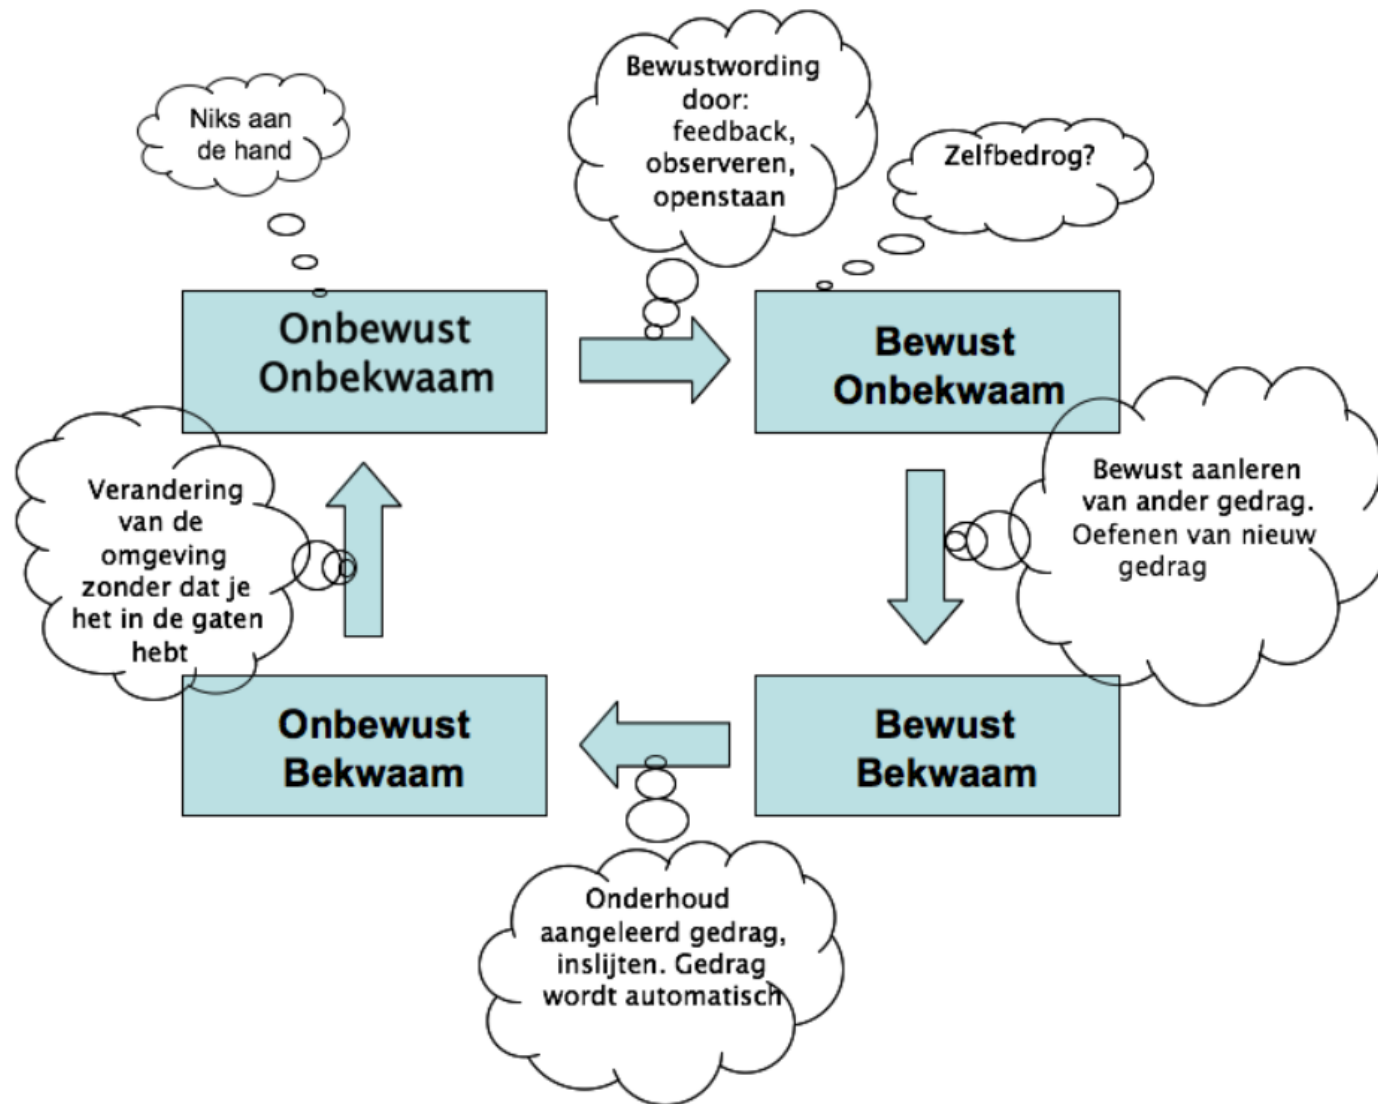 Niks aan
de hand
Bewustwording
door:
feedback,
observeren,
openstaan
Zelfbedrog?
Onbewust
Onbekwaam
Bewust
Onbekwaam
Verandering
van de
omgeving
zonder dat je
het in de gaten
hebt
Bewust aanleren
van ander gedrag.
Oefenen van nieuw
gedrag
Onbewust
Bekwaam
Bewust
Bekwaam
Onderhoud
aangeleerd gedrag,
inslijten. Gedrag
wordt automatisch